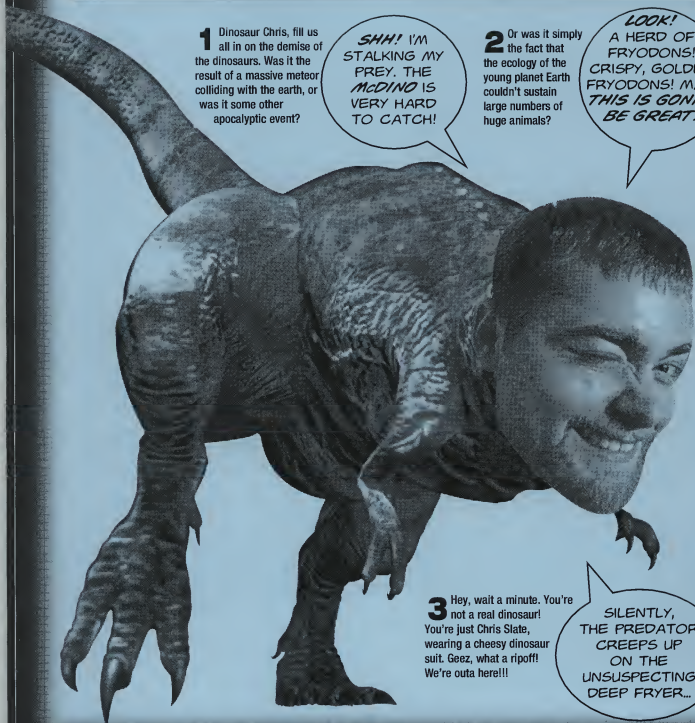 1 Dinosaur Chris, fill us
all in on the demise of
the dinosaurs. Was it the
result of a massive meteor
colliding with the earth, or
was it some other
apocalyptic event?
SHH! I'M
STALKING MY
PREY. THE
McDINO IS
VERY HARD
TO CATCH!
2 Or was it simply
the fact that
the ecology of the
young planet Earth
couldn't sustain
large numbers of
huge animals?
LOOK!
A HERD OF
FRYODONS!
CRISPY,
FRYODONS!
THIS IS
BE GREAT!
3 Hey, wait a minute. You're
not a real dinosaur!
You're just Chris Slate,
wearing a cheesy dinosaur
suit. Geez, what a ripoff!
We're outa here!!!
SILENTLY,
THE PREDATOR
CREEPS UP
ON THE
UNSUSPECTING
DEEP FRYER...